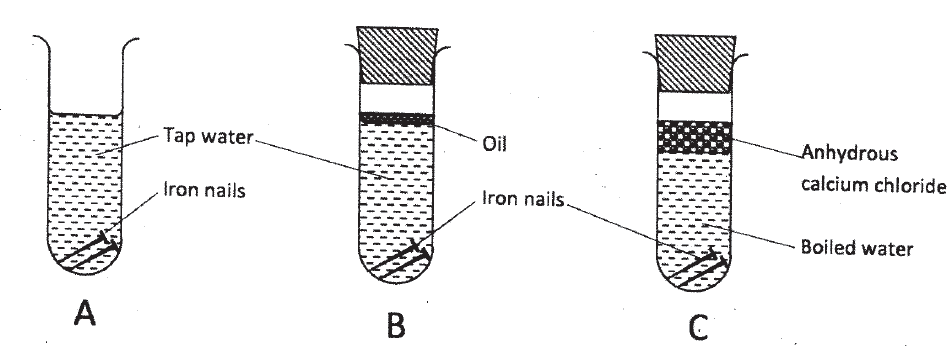 Tap water
Iron nails
Oil
Iron nails
Anhydrous
calcium chloride
Boiled water
A
B
C